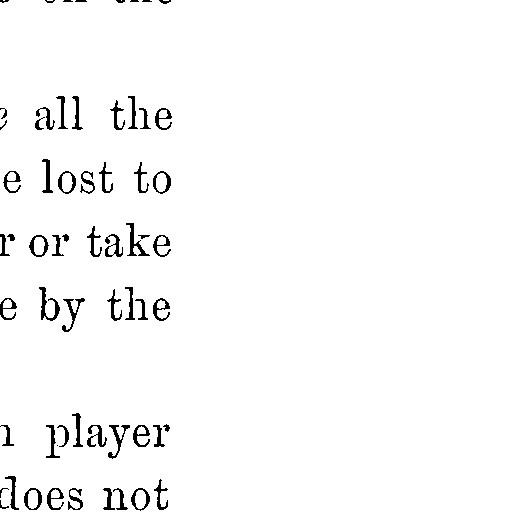 all the
e lost to
r or take
e by the
player
does not